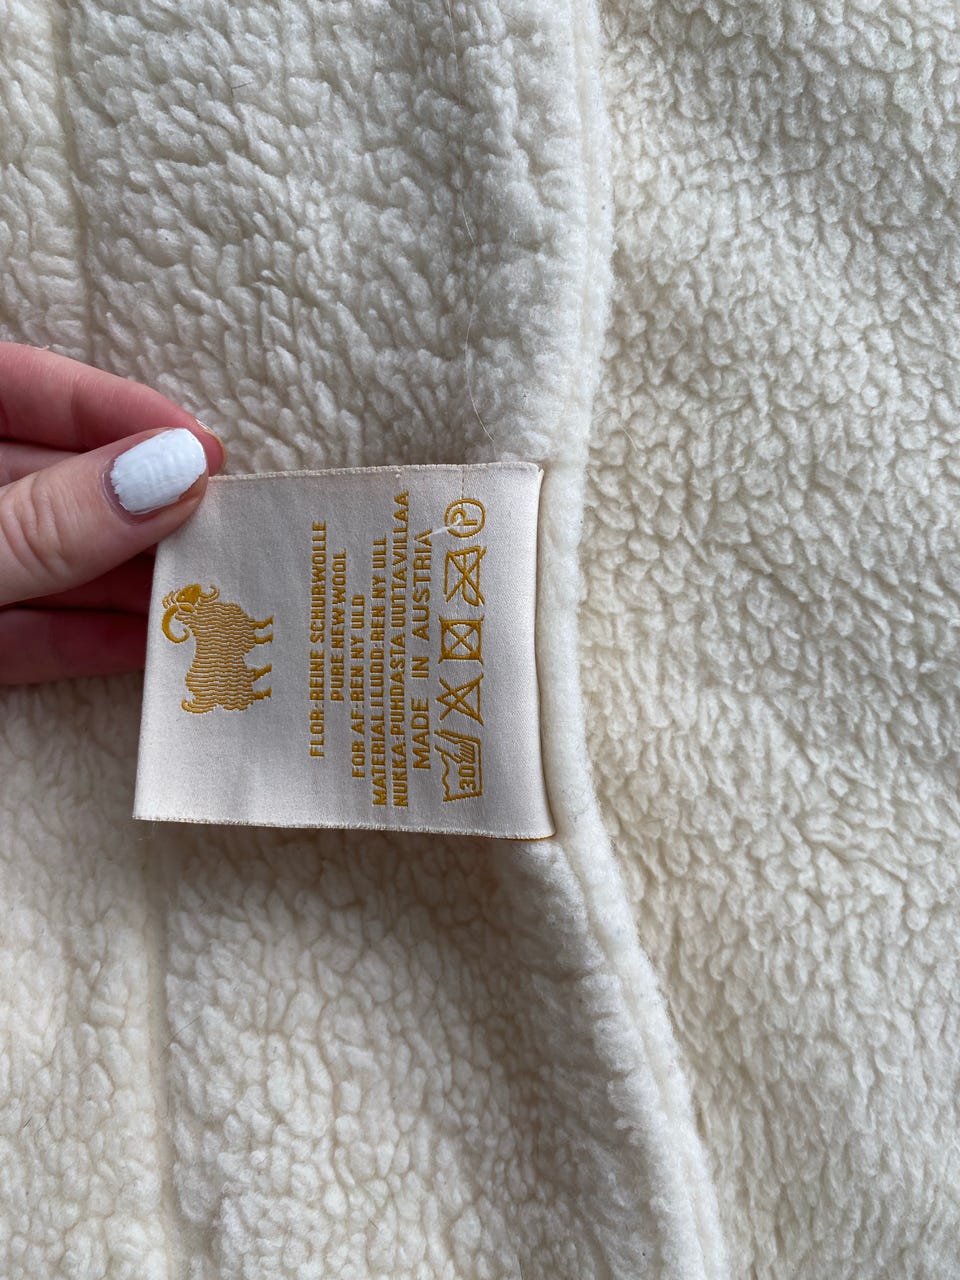 FLOR: REINE SCHURWOLLE
PURE NEW WOOL
FOR AF: REN NY ULD
MATERIAL I LUDD: REN NY ULL
NUKKA: PUHDASTA UUTTA VILLAA
MADE IN AUSTRIA
30 P